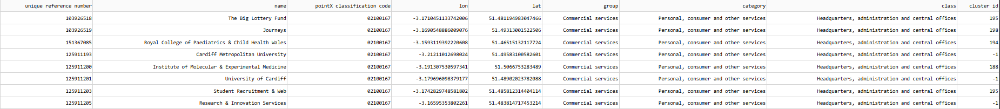 unique reference number name pointX classification code lon lat group category class cluster id
103926518 The Big Lottery Fund 02100167 -3.1710451133742006 51.481194983047466 Commercial services Personal, consumer and other services Headquarters, administration and central offices 195
103926519 Journeys 02100167 -3.1690548886009076 51.49313001522506 Commercial services Personal, consumer and other services Headquarters, administration and central offices 198
151367085 Royal College of Paediatrics & Child Health Wales 02100167 -3.1593119392220608 51.46515132117724 Commercial services Personal, consumer and other services Headquarters, administration and central offices 194
125911193 Cardiff Metropolitan University 02100167 -3.21211012698024 51.49583100582601 Commercial services Personal, consumer and other services Headquarters, administration and central offices -1
125911200 Institute of Molecular & Experimental Medicine 02100167 -3.191307530597341 51.5066753283489 Commercial services Personal, consumer and other services Headquarters, administration and central offices 188
125911201 University of Cardiff 02100167 -3.179696098379177 51.48902023782088 Commercial services Personal, consumer and other services Headquarters, administration and central offices -1
125911203 Student Recruitment & Web 02100167 -3.1742829748581802 51.485812314404114 Commercial services Personal, consumer and other services Headquarters, administration and central offices 195
125911205 Research & Innovation Services 02100167 -3.16595353802261 51.483814717453214 Commercial services Personal, consumer and other services Headquarters, administration and central offices -1